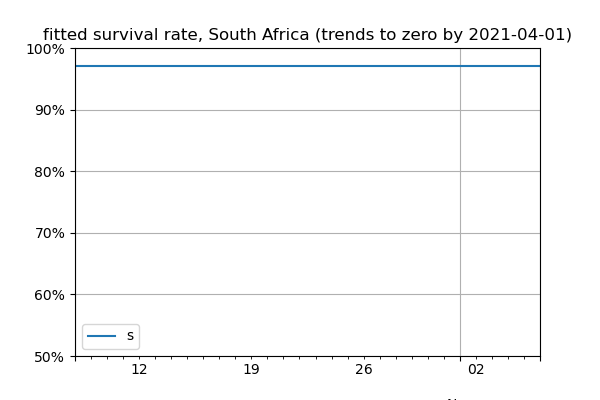 fitted survival rate, South Africa (trends to zero by 2021-04-01)
100%
90%
80%
70%
60%
50%
s
12 19 26 02